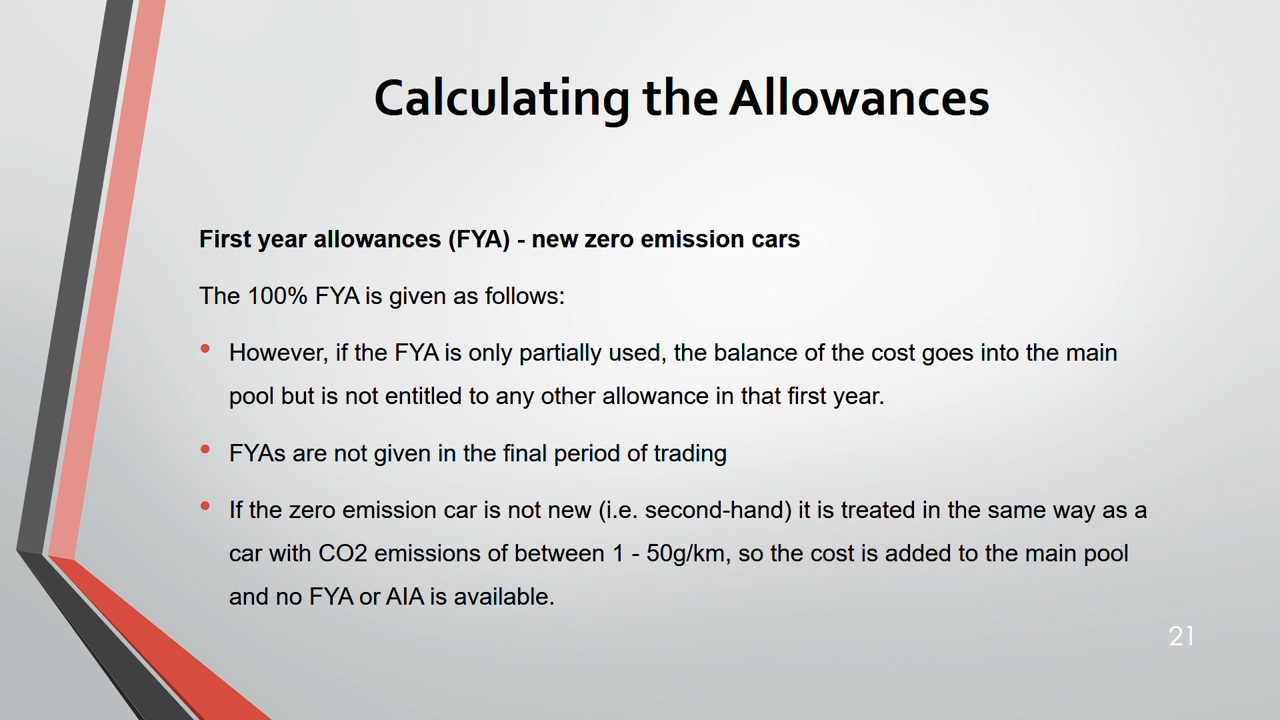 Calculating the Allowances
First year allowances (FYA) - new zero emission cars
The 100% FYA is given as follows:
• However, if the FYA is only partially used, the balance of the cost goes into the main
pool but is not entitled to any other allowance in that first year.
• FYAs are not given in the final period of trading
• If the zero emission car is not new (i.e. second-hand) it is treated in the same way as a
car with CO2 emissions of between 1 - 50g/km, so the cost is added to the main pool
and no FYA or AIA is available.
21